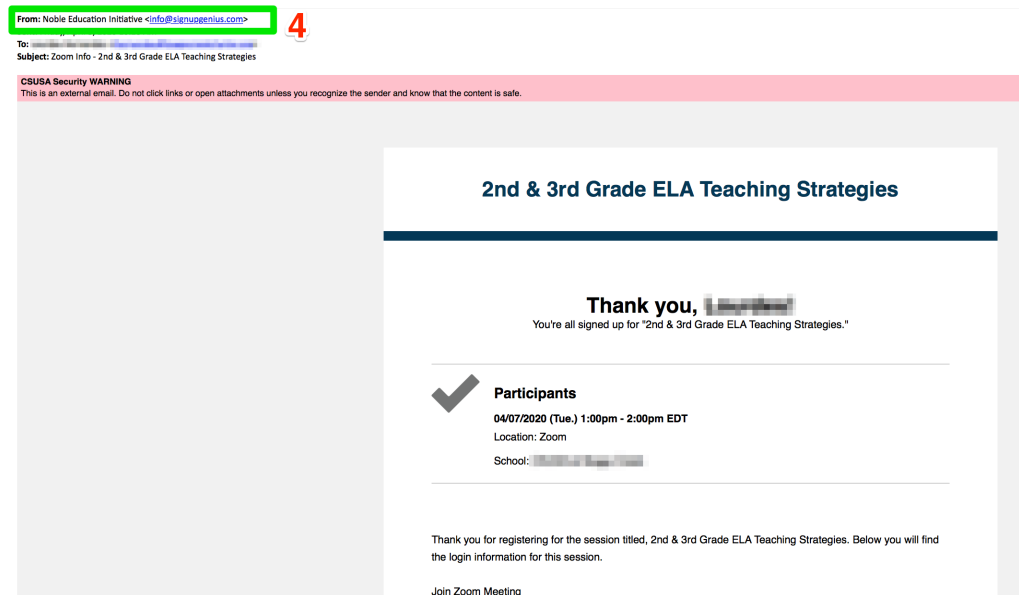 From: Noble Education Initiative <info@signupgenius.com>
4
To:
Subject: Zoom Info - 2nd & 3rd Grade ELA Teaching Strategies
CSUSA Security WARNING
This is an external email. Do not click links or open attachments unless you recognize the sender and know that the content is safe.
2nd & 3rd Grade ELA Teaching Strategies
Thank you,
You're all signed up for "2nd & 3rd Grade ELA Teaching Strategies."
Participants
04/07/2020 (Tue.) 1:00pm - 2:00pm EDT
Location: Zoom
School:
Thank you for registering for the session titled, 2nd & 3rd Grade ELA Teaching Strategies. Below you will find
the login information for this session.
Join Zoom Meeting